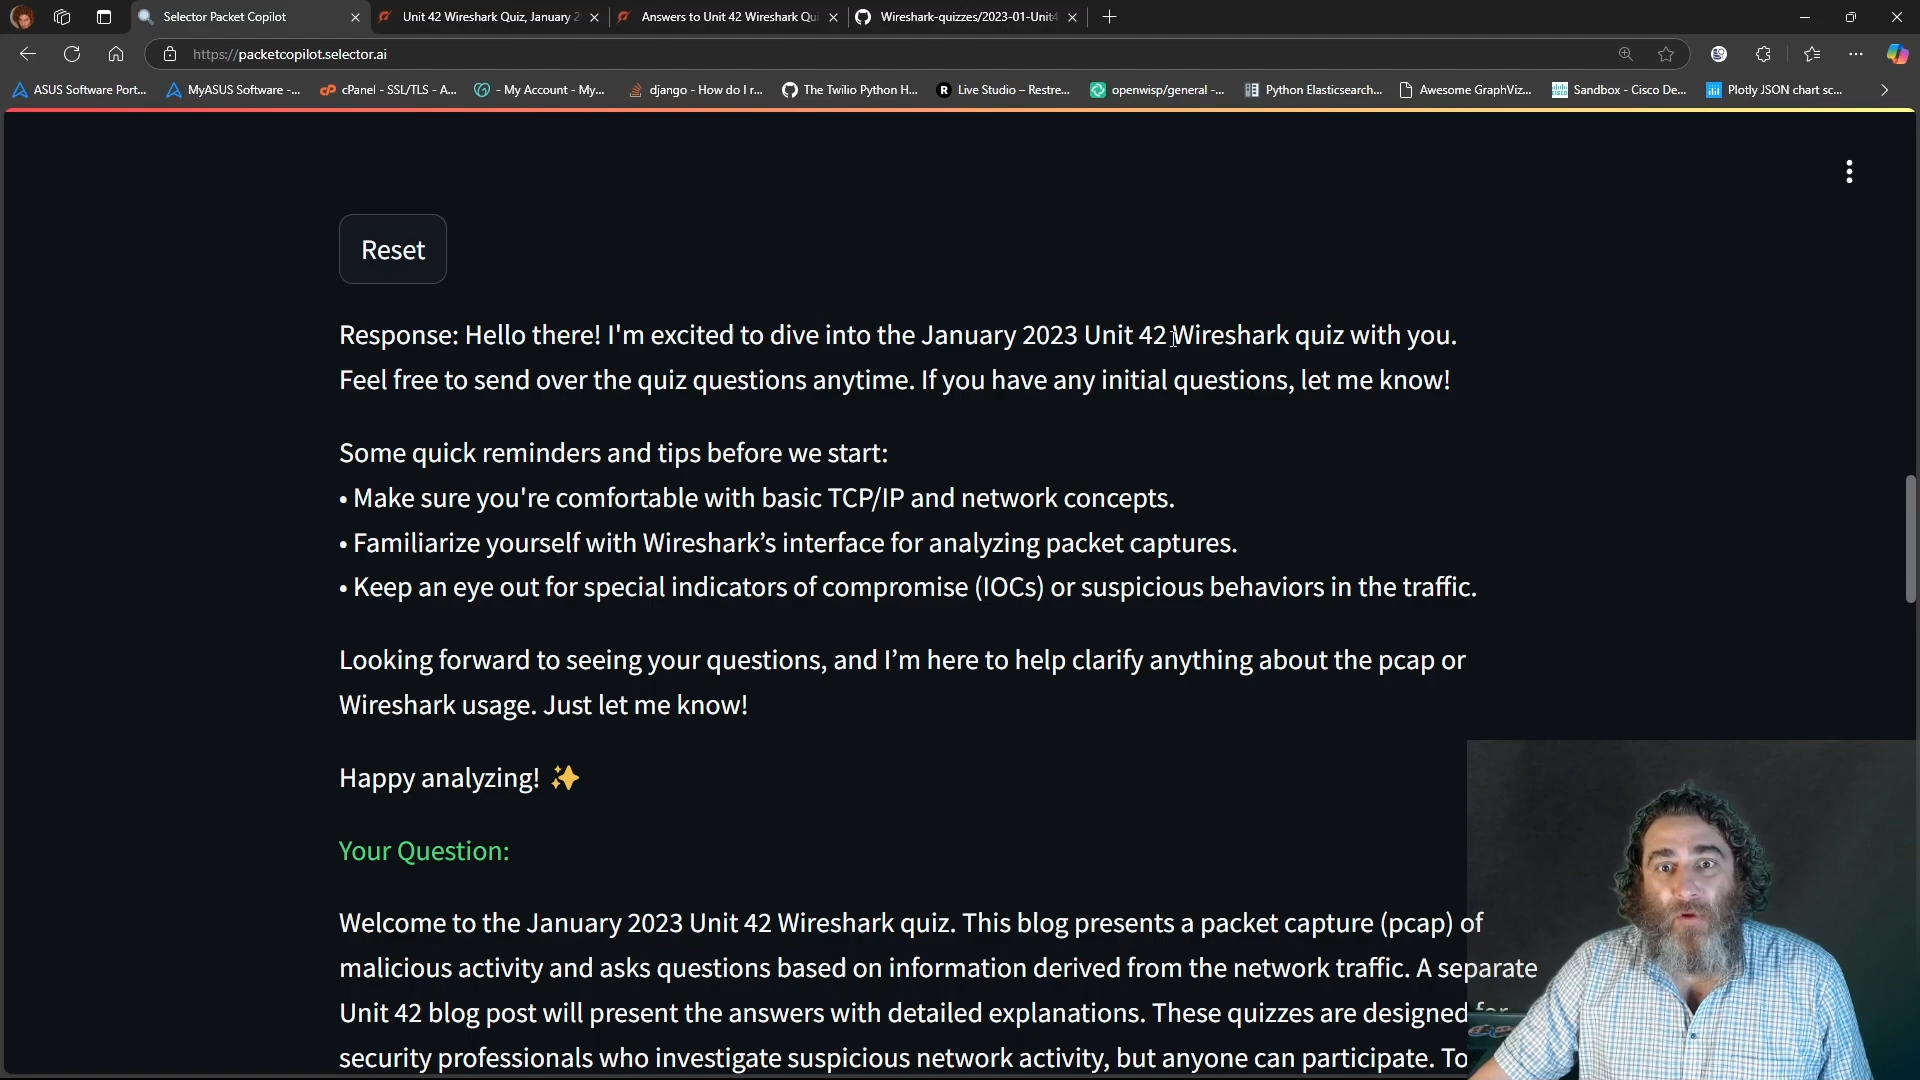 Selector Packet Copilot
Unit 42 Wireshark Quiz, January 2
Answers to Unit 42 Wireshark Qui
Wireshark-quizzes/2023-01-Unit4
https://packetcopilot.selector.ai
ASUS Software Port...
MyASUS Software -...
cPanel - SSL/TLS - A...
- My Account - My...
django - How do I r...
The Twilio Python H...
Live Studio – Restre...
openwisp/general -...
Python Elasticsearch...
Awesome GraphViz...
Sandbox - Cisco De...
Plotly JSON chart sc...
Reset
Response: Hello there! I'm excited to dive into the January 2023 Unit 42 Wireshark quiz with you.
Feel free to send over the quiz questions anytime. If you have any initial questions, let me know!
Some quick reminders and tips before we start:
• Make sure you're comfortable with basic TCP/IP and network concepts.
• Familiarize yourself with Wireshark’s interface for analyzing packet captures.
• Keep an eye out for special indicators of compromise (IOCs) or suspicious behaviors in the traffic.
Looking forward to seeing your questions, and I’m here to help clarify anything about the pcap or
Wireshark usage. Just let me know!
Happy analyzing! ✨
Your Question:
Welcome to the January 2023 Unit 42 Wireshark quiz. This blog presents a packet capture (pcap) of
malicious activity and asks questions based on information derived from the network traffic. A separate
Unit 42 blog post will present the answers with detailed explanations. These quizzes are designed for
security professionals who investigate suspicious network activity, but anyone can participate. To